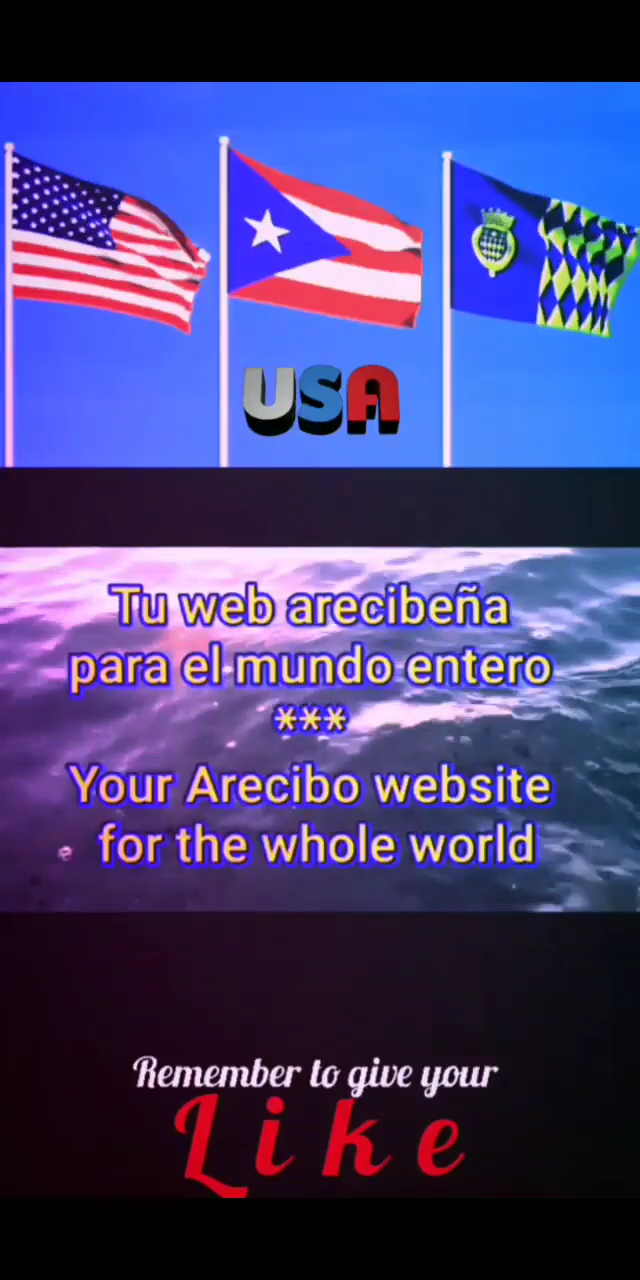 USA
Tu web arecibeña
para el mundo entero
***
Your Arecibo website
for the whole world
Remember to give your
Like